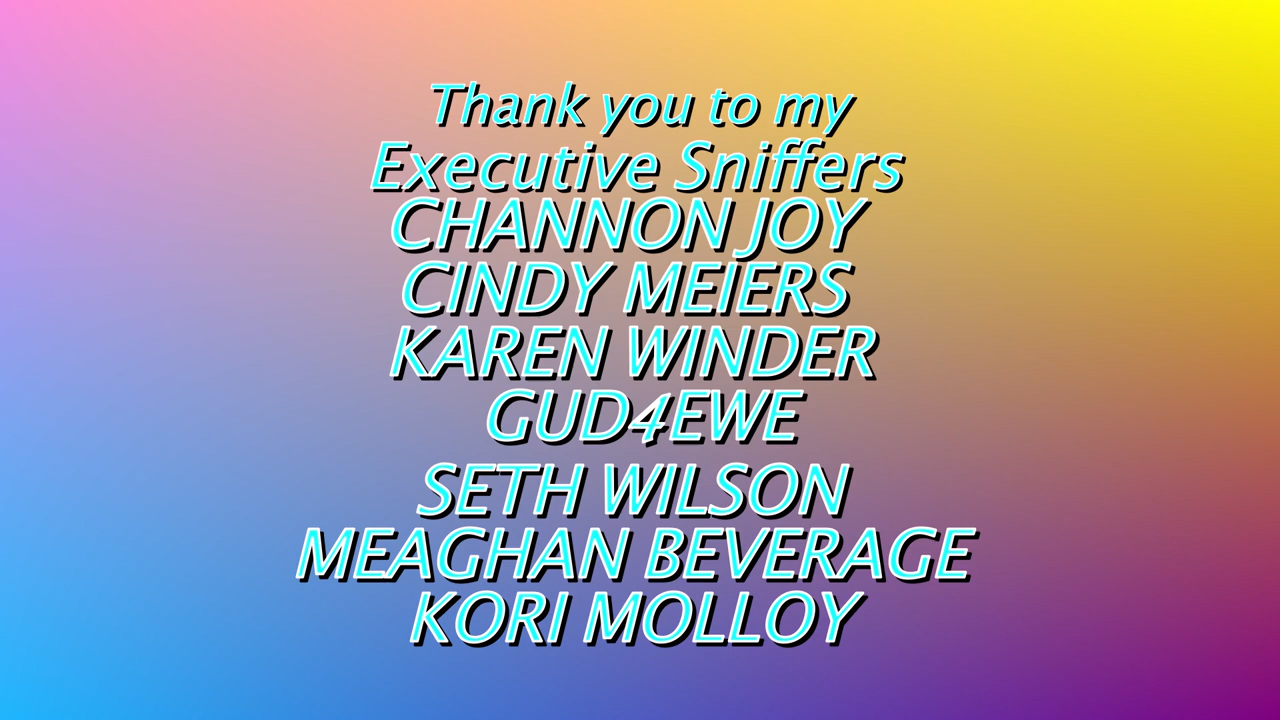 Thank you to my
Executive Sniffers
CHANNON JOY
CINDY MEIERS
KAREN WINDER
GUD4EWE
SETH WILSON
MEAGHAN BEVERAGE
KORI MOLLOY